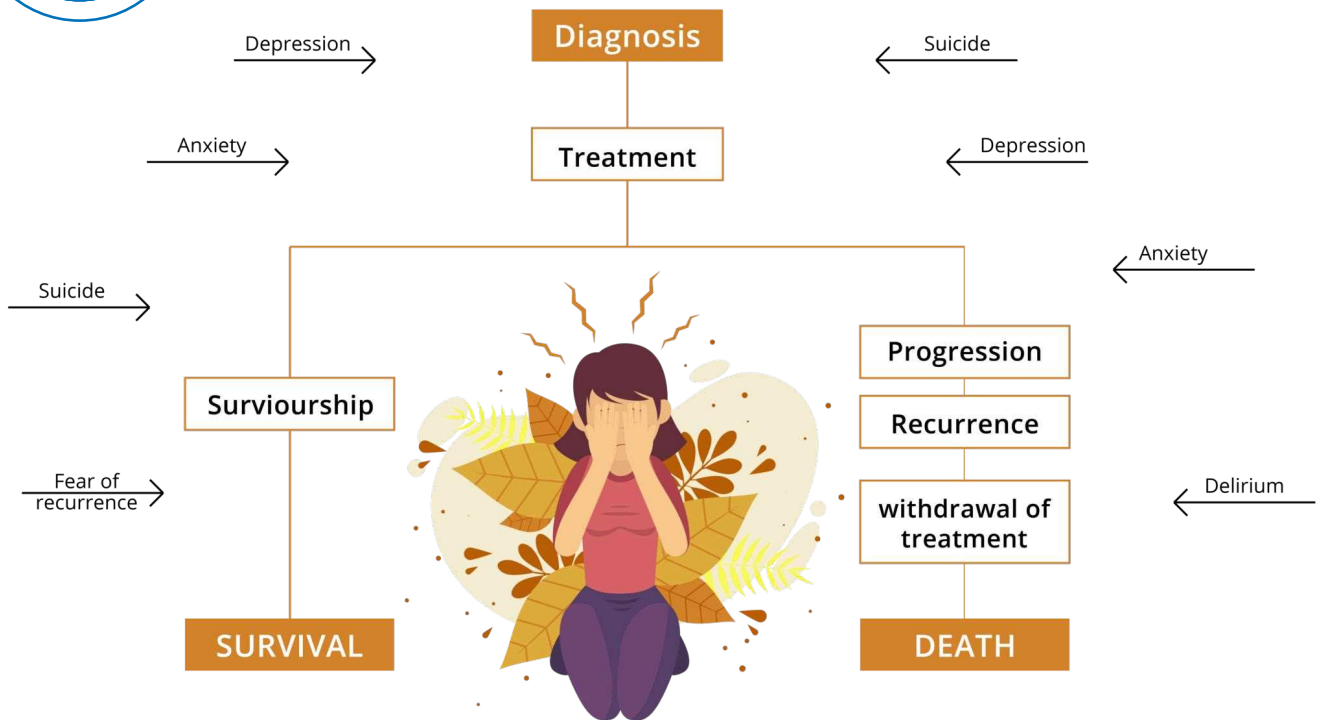 Diagnosis
Depression
Suicide
Anxiety
Treatment
Depression
Anxiety
Suicide
Progression
Surviourship
Recurrence
Fear of
recurrence
Delirium
withdrawal of
treatment
SURVIVAL
DEATH